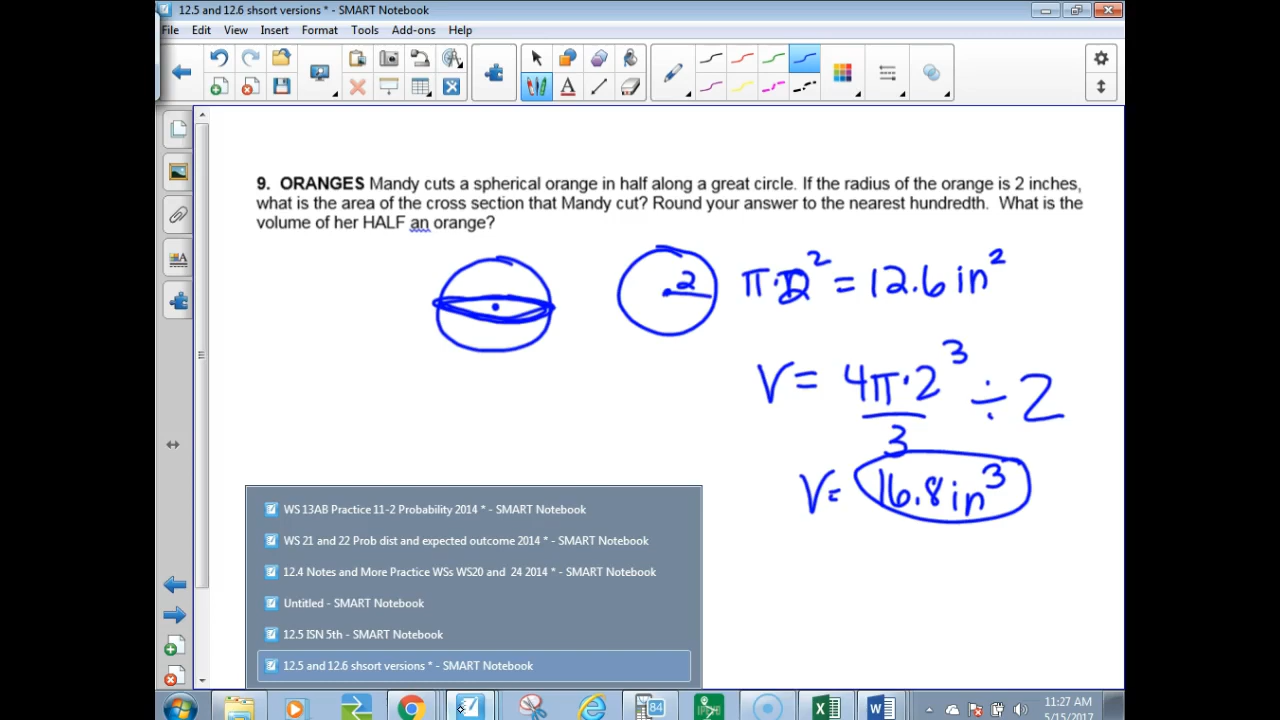 12.5 and 12.6 shsort versions * - SMART Notebook
File Edit View Insert Format Tools Add-ons Help
9. ORANGES Mandy cuts a spherical orange in half along a great circle. If the radius of the orange is 2 inches,
what is the area of the cross section that Mandy cut? Round your answer to the nearest hundredth. What is the
volume of her HALF an orange?
2
π·2² = 12.6 in²
V = 4π·2³ ÷ 2
3
V= 16.8 in³
WS 13AB Practice 11-2 Probability 2014 * - SMART Notebook
WS 21 and 22 Prob dist and expected outcome 2014 * - SMART Notebook
12.4 Notes and More Practice WSs WS20 and 24 2014 * - SMART Notebook
Untitled - SMART Notebook
12.5 ISN 5th - SMART Notebook
12.5 and 12.6 shsort versions * - SMART Notebook
84
11:27 AM
5/15/2017